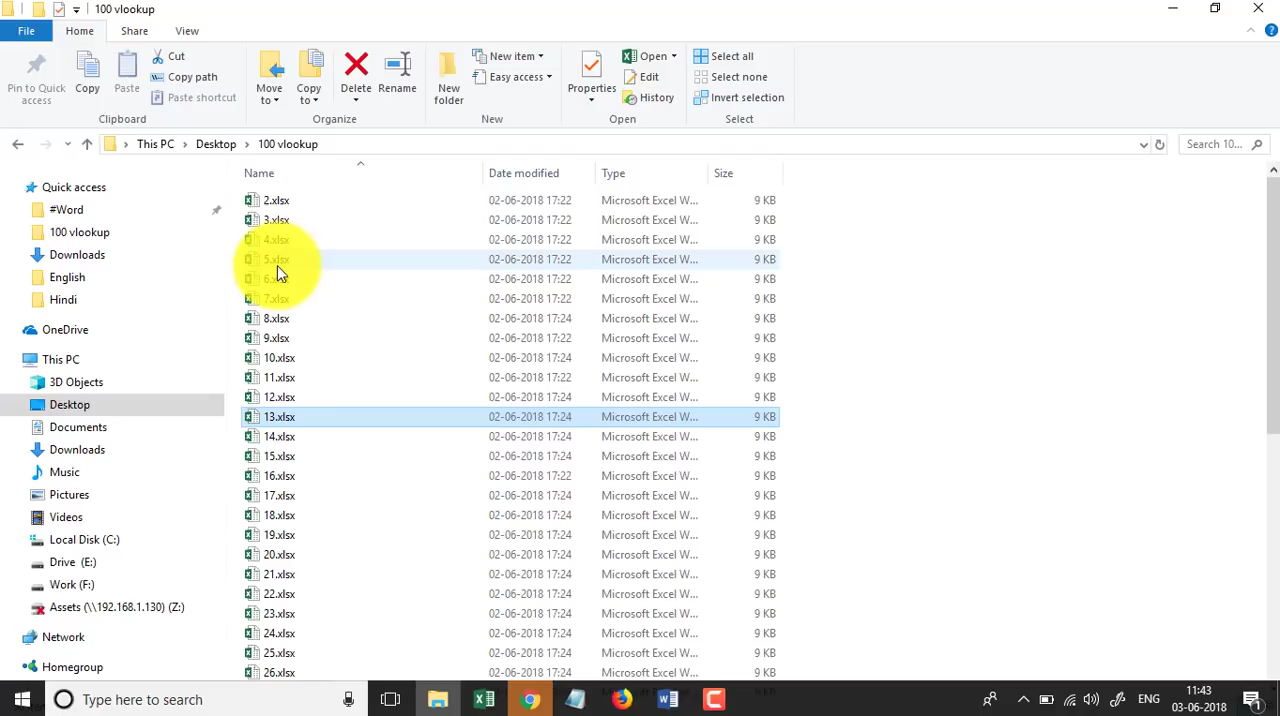 100 vlookup
File Home Share View
Pin to Quick access
Copy
Paste
Cut
Copy path
Paste shortcut
Move to
Copy to
Delete
Rename
New folder
New item
Easy access
Properties
Open
Edit
History
Select all
Select none
Invert selection
Clipboard Organize New Open Select
This PC Desktop 100 vlookup Search 10...
Name Date modified Type Size
Quick access
#Word
100 vlookup
Downloads
English
Hindi
OneDrive
This PC
3D Objects
Desktop
Documents
Downloads
Music
Pictures
Videos
Local Disk (C:)
Drive (E:)
Work (F:)
Assets (\\192.168.1.130) (Z:)
Network
Homegroup
2.xlsx 02-06-2018 17:22 Microsoft Excel W... 9 KB
3.xlsx 02-06-2018 17:22 Microsoft Excel W... 9 KB
4.xlsx 02-06-2018 17:22 Microsoft Excel W... 9 KB
5.xlsx 02-06-2018 17:22 Microsoft Excel W... 9 KB
02-06-2018 17:22 Microsoft Excel W... 9 KB
7.xlsx 02-06-2018 17:22 Microsoft Excel W... 9 KB
8.xlsx 02-06-2018 17:24 Microsoft Excel W... 9 KB
9.xlsx 02-06-2018 17:22 Microsoft Excel W... 9 KB
10.xlsx 02-06-2018 17:24 Microsoft Excel W... 9 KB
11.xlsx 02-06-2018 17:22 Microsoft Excel W... 9 KB
12.xlsx 02-06-2018 17:24 Microsoft Excel W... 9 KB
13.xlsx 02-06-2018 17:24 Microsoft Excel W... 9 KB
14.xlsx 02-06-2018 17:24 Microsoft Excel W... 9 KB
15.xlsx 02-06-2018 17:24 Microsoft Excel W... 9 KB
16.xlsx 02-06-2018 17:22 Microsoft Excel W... 9 KB
17.xlsx 02-06-2018 17:24 Microsoft Excel W... 9 KB
18.xlsx 02-06-2018 17:24 Microsoft Excel W... 9 KB
19.xlsx 02-06-2018 17:24 Microsoft Excel W... 9 KB
20.xlsx 02-06-2018 17:24 Microsoft Excel W... 9 KB
21.xlsx 02-06-2018 17:24 Microsoft Excel W... 9 KB
22.xlsx 02-06-2018 17:24 Microsoft Excel W... 9 KB
23.xlsx 02-06-2018 17:24 Microsoft Excel W... 9 KB
24.xlsx 02-06-2018 17:24 Microsoft Excel W... 9 KB
25.xlsx 02-06-2018 17:24 Microsoft Excel W... 9 KB
26.xlsx 02-06-2018 17:24 Microsoft Excel W... 9 KB
Type here to search
ENG
11:43
03-06-2018
1